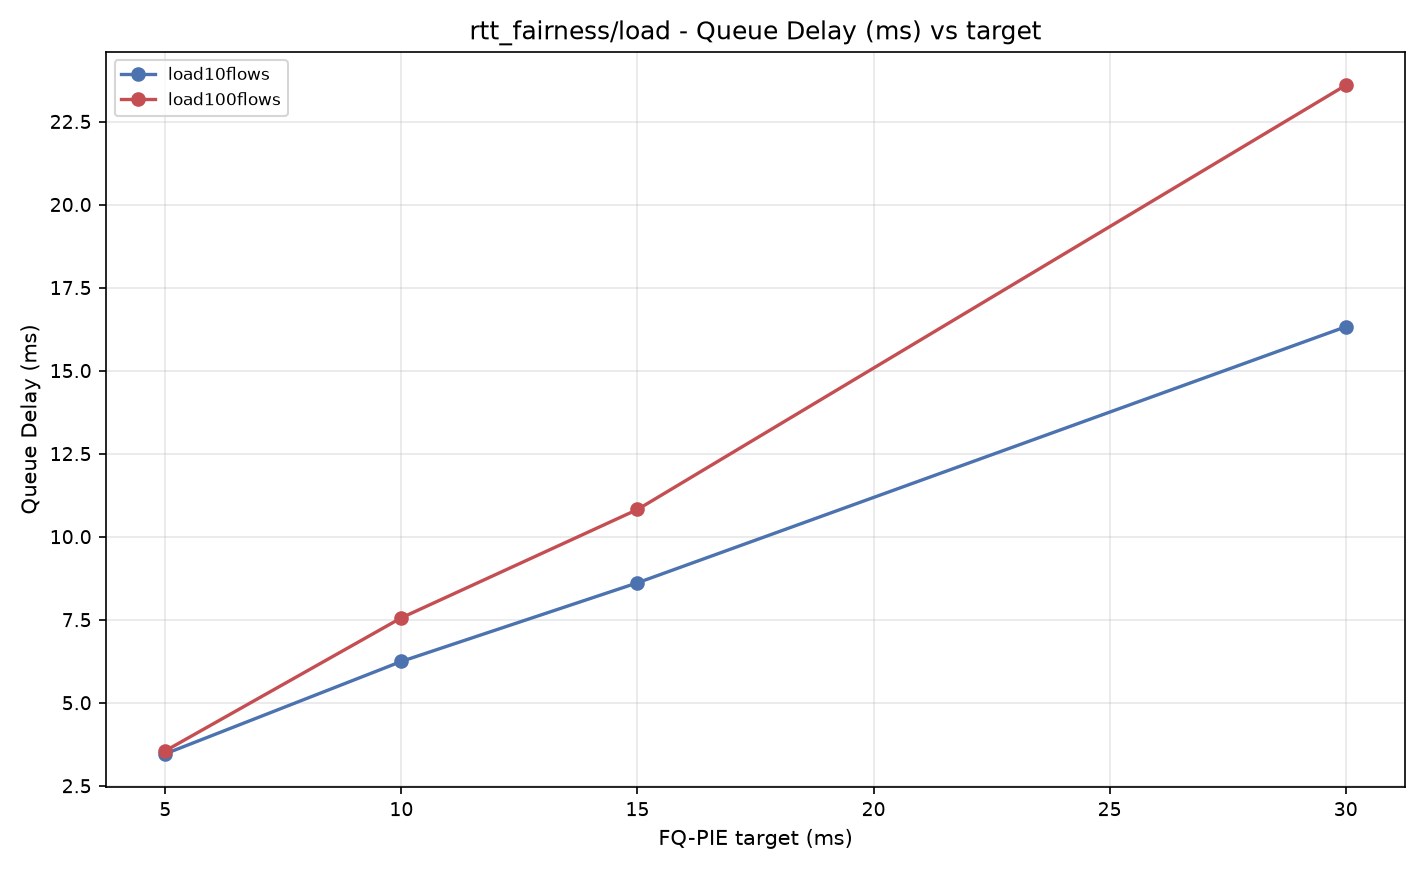 rtt_fairness/load - Queue Delay (ms) vs target
load10flows
load100flows
22.5
20.0
17.5
15.0
12.5
10.0
7.5
5.0
2.5
Queue Delay (ms)
5 10 15 20 25 30
FQ-PIE target (ms)